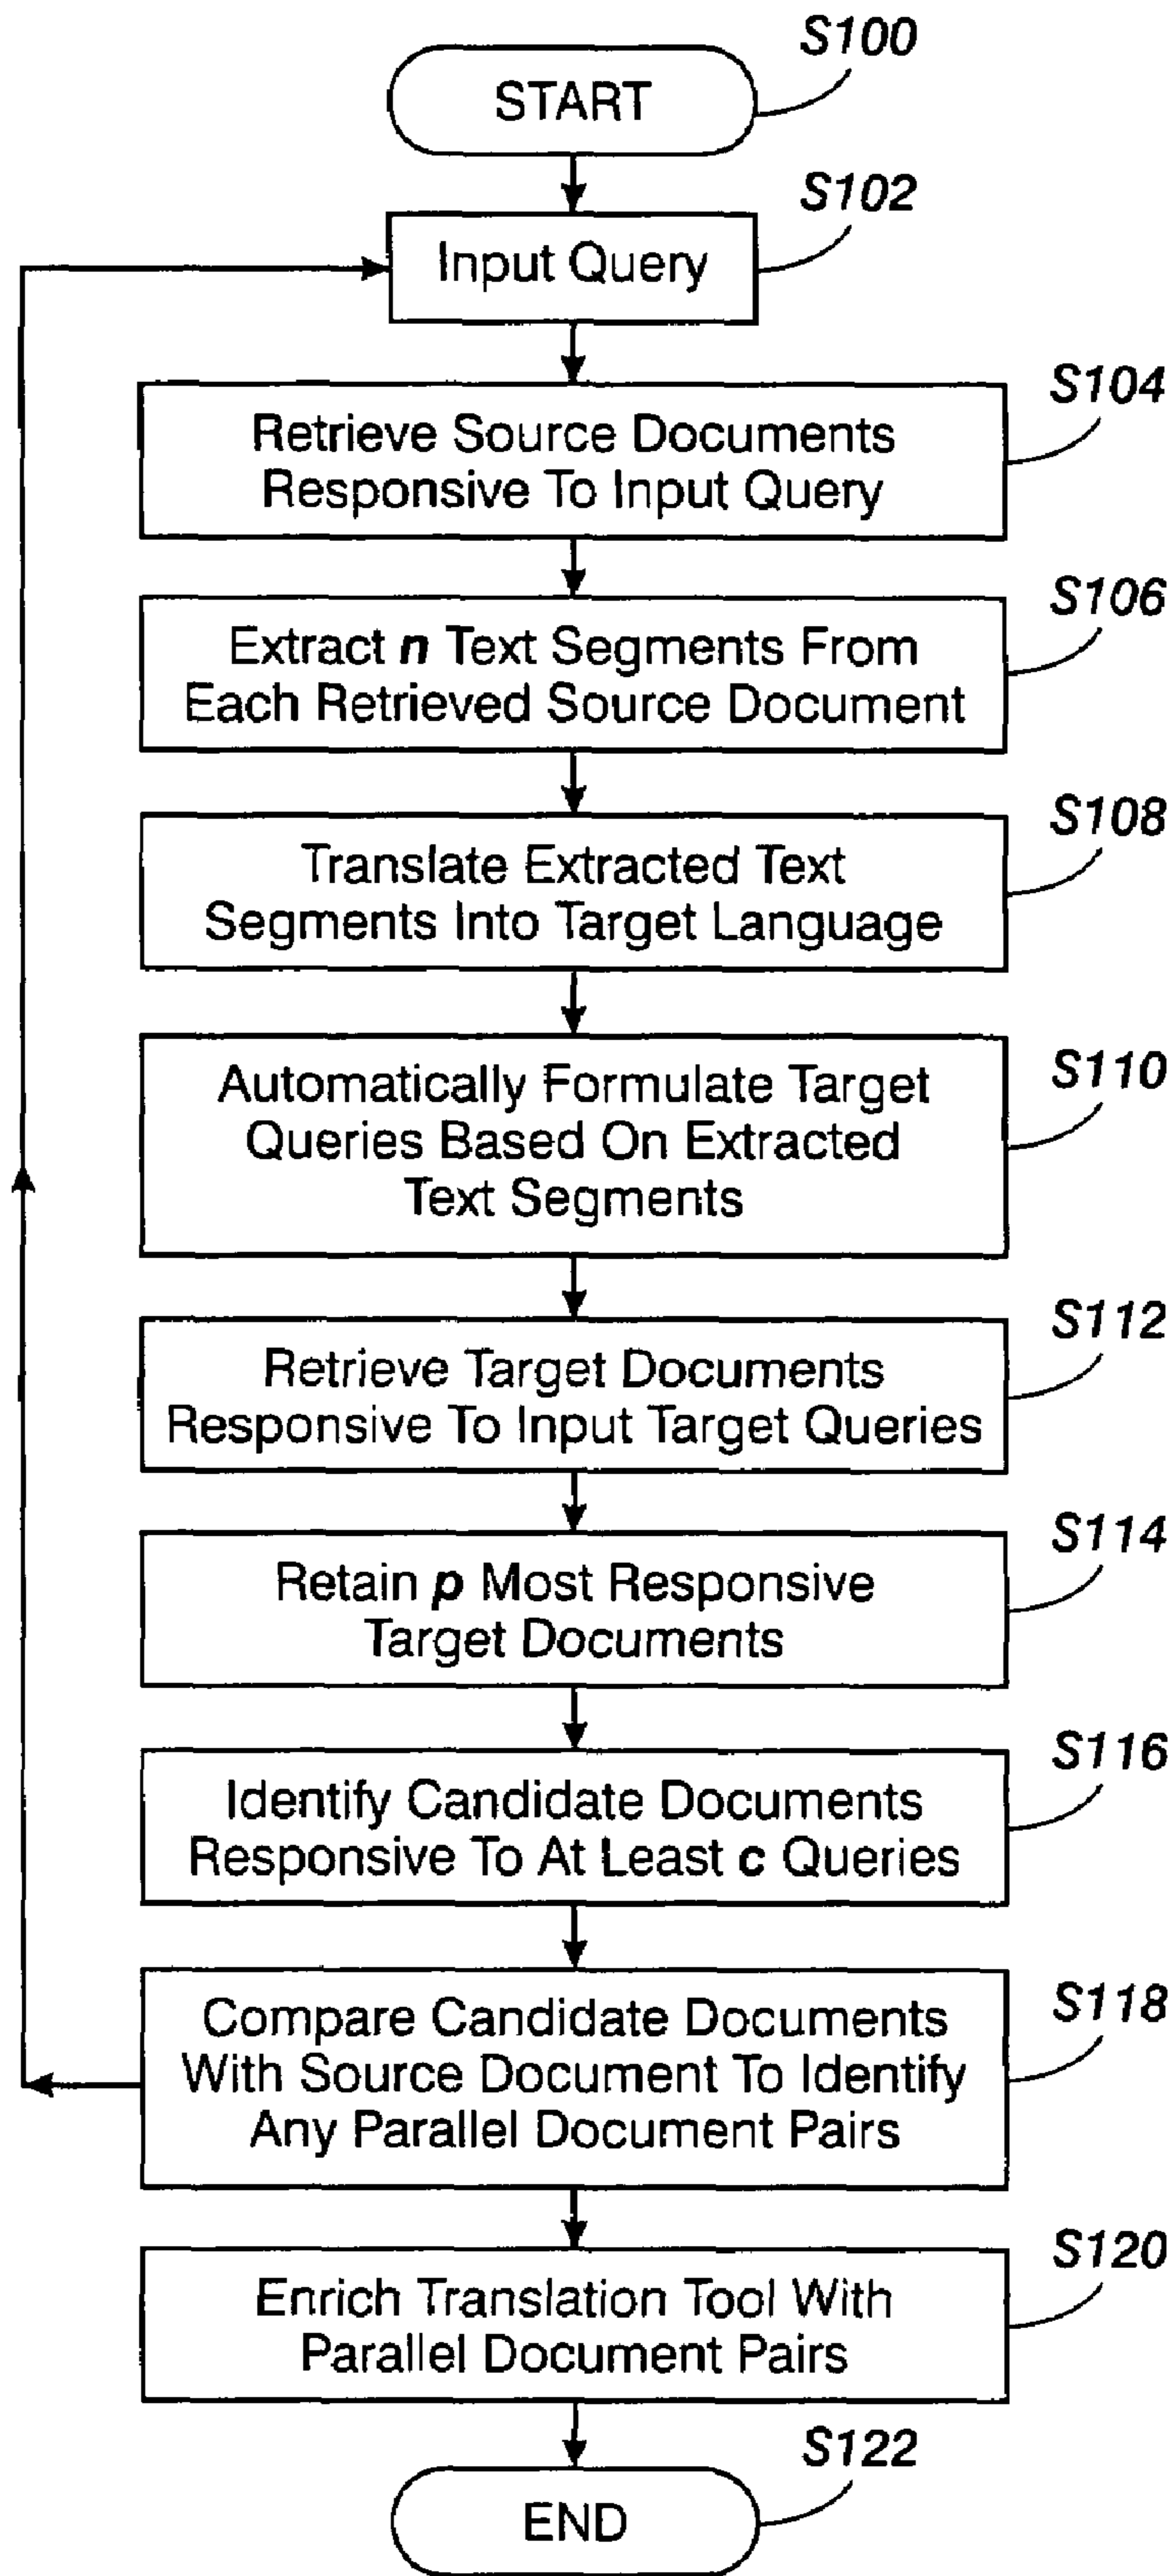 S100
START
S102
Input Query
S104
Retrieve Source Documents
Responsive To Input Query
S106
Extract n Text Segments From
Each Retrieved Source Document
S108
Translate Extracted Text
Segments Into Target Language
S110
Automatically Formulate Target
Queries Based On Extracted
Text Segments
S112
Retrieve Target Documents
Responsive To Input Target Queries
S114
Retain p Most Responsive
Target Documents
S116
Identify Candidate Documents
Responsive To At Least c Queries
S118
Compare Candidate Documents
With Source Document To Identify
Any Parallel Document Pairs
S120
Enrich Translation Tool With
Parallel Document Pairs
S122
END